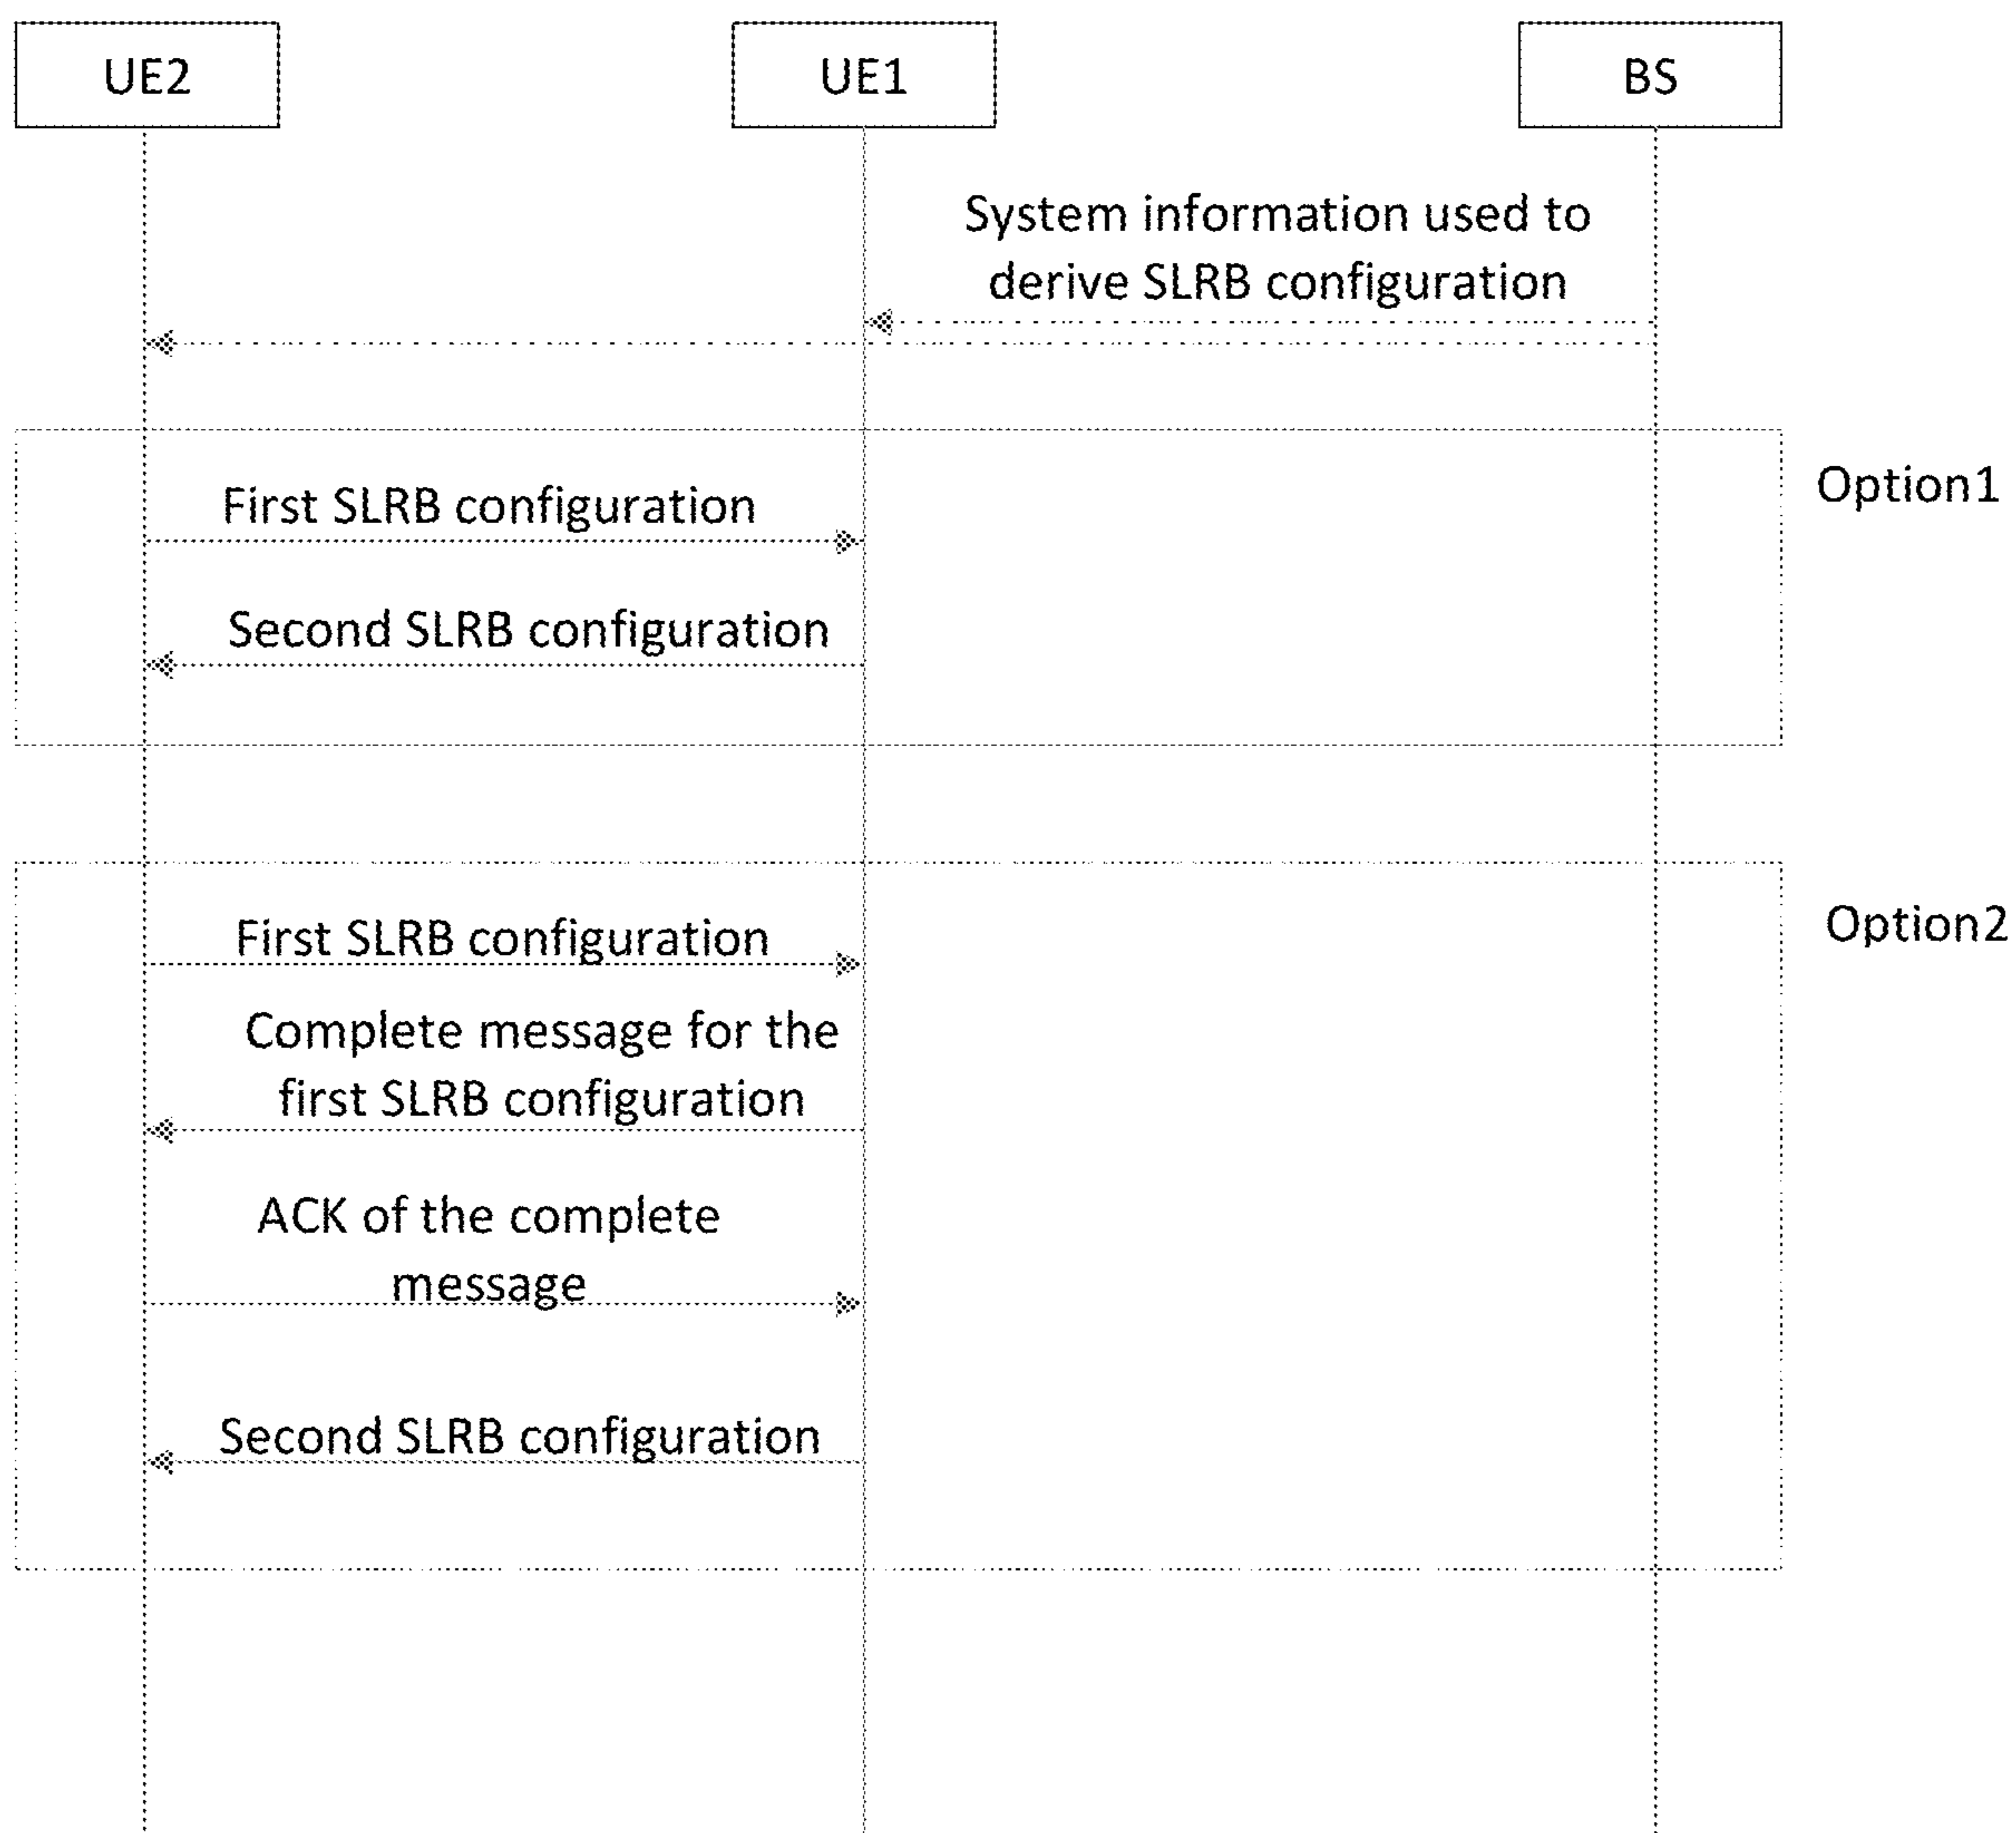 UE2
UE1
BS
System information used to
derive SLRB configuration
Option1
First SLRB configuration
Second SLRB configuration
Option2
First SLRB configuration
Complete message for the
first SLRB configuration
ACK of the complete
message
Second SLRB configuration